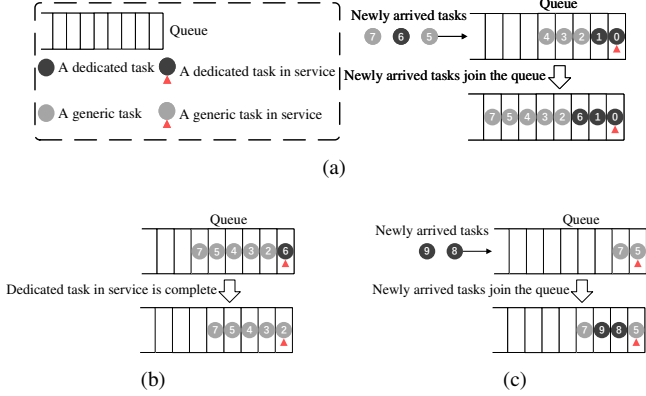 Queue
A dedicated task
A dedicated task in service
A generic task
A generic task in service
Queue
Newly arrived tasks
7 6 5
4 3 2 1 0
Newly arrived tasks join the queue
7 5 4 3 2 6 1 0
(a)
Queue
7 5 4 3 2 6
Dedicated task in service is complete
7 5 4 3 2
(b)
Queue
Newly arrived tasks
9 8
7 5
Newly arrived tasks join the queue
7 9 8 5
(c)